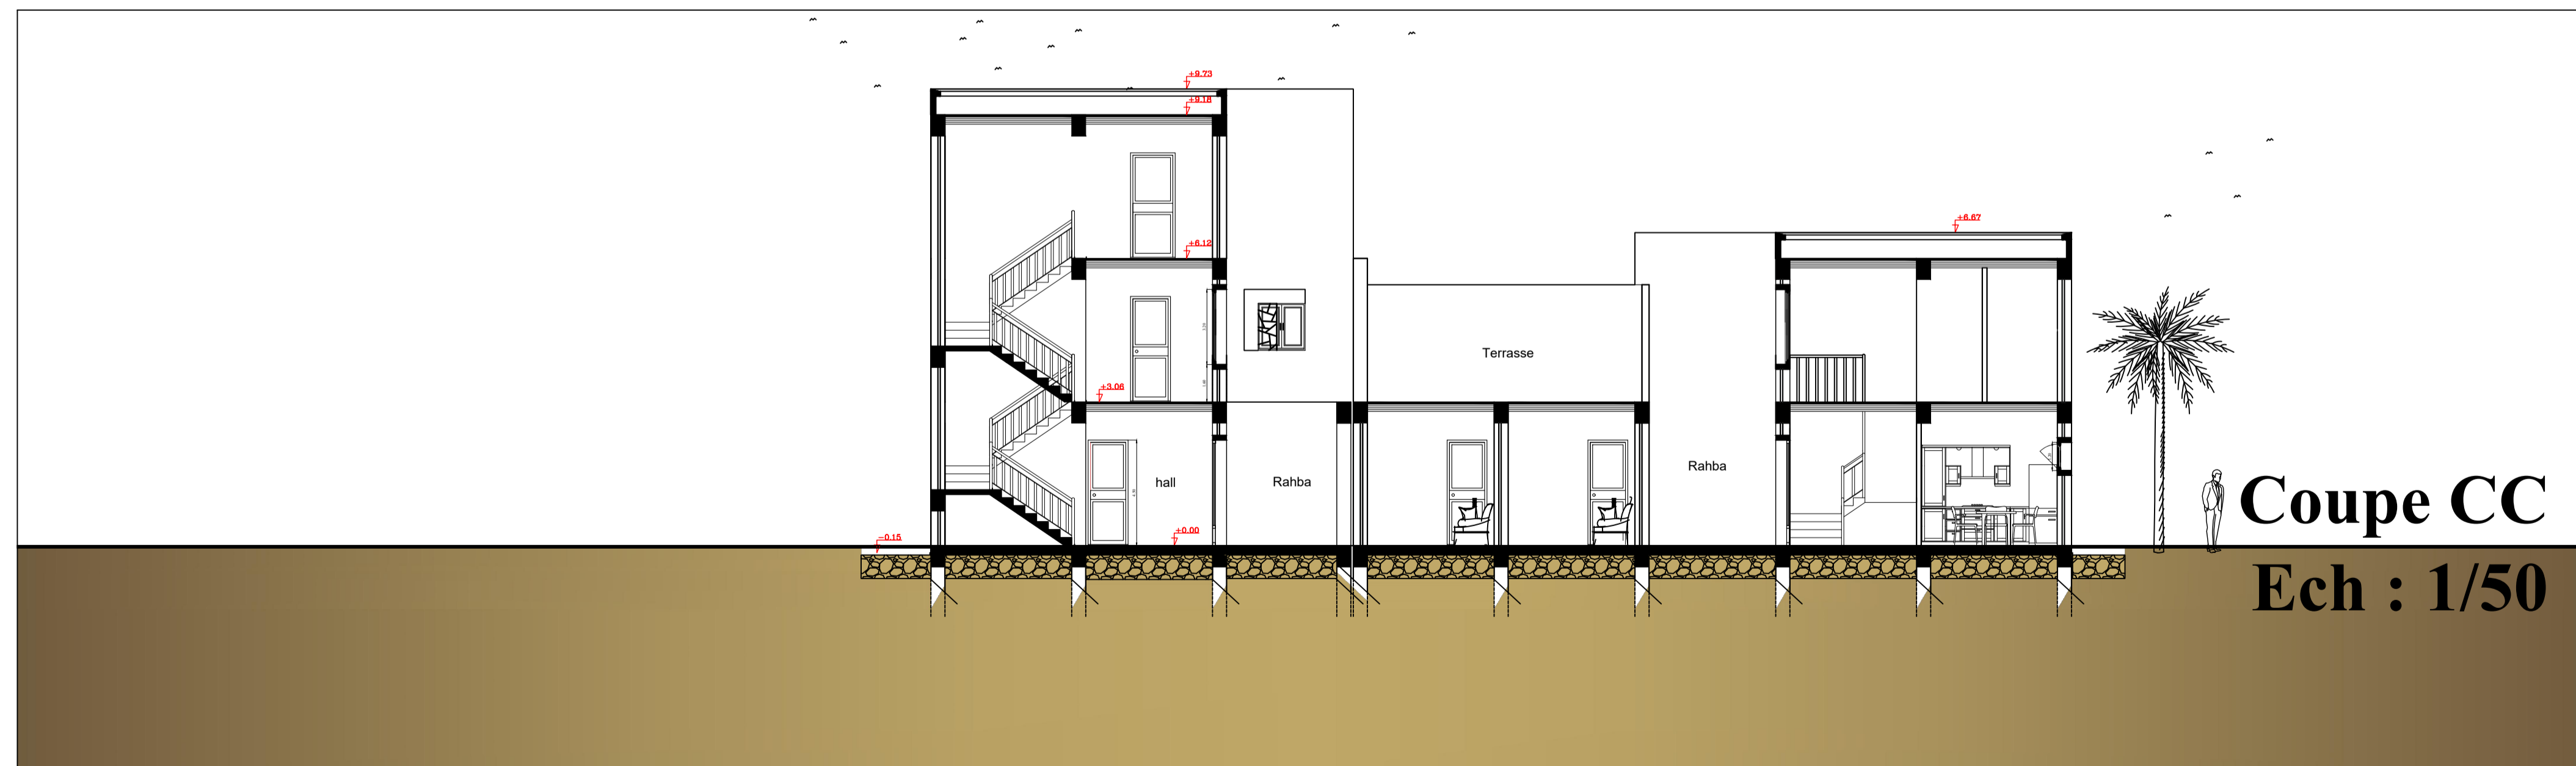 +9.73
+9.18
+6.12
+6.67
Terrasse
+3.06
Rahba
hall
Rahba
Coupe CC
+0.00
-0.15
Ech : 1/50